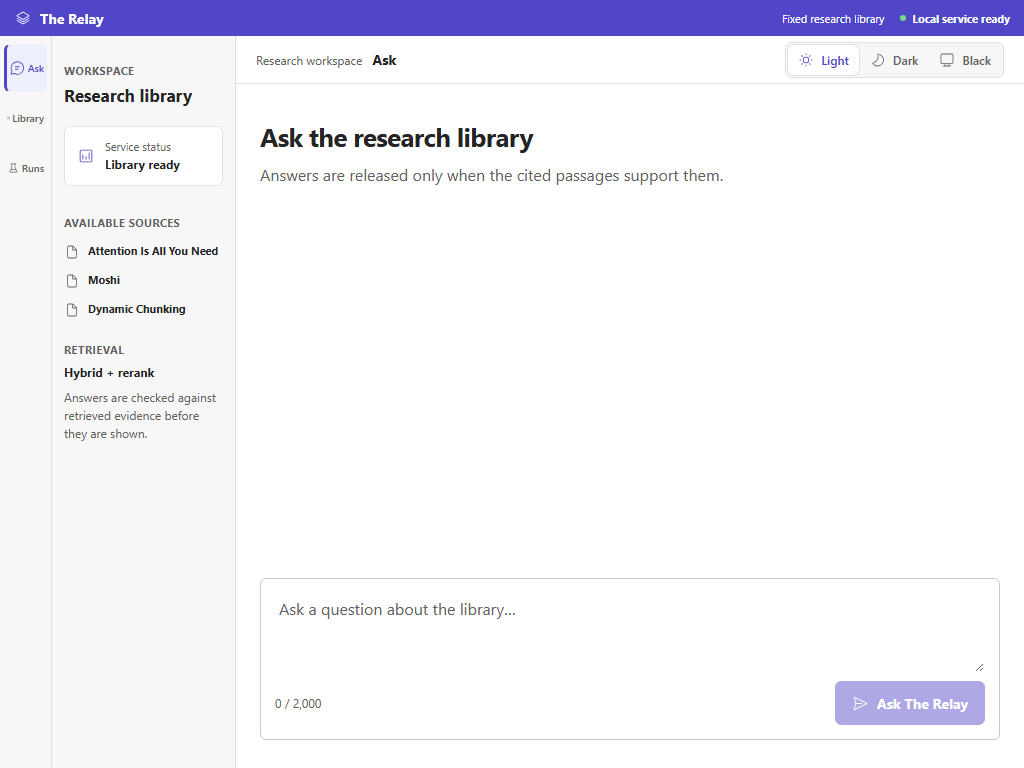 The Relay
Fixed research library
Local service ready
Ask
Library
Runs
WORKSPACE
Research library
Service status
Library ready
AVAILABLE SOURCES
Attention Is All You Need
Moshi
Dynamic Chunking
RETRIEVAL
Hybrid + rerank
Answers are checked against
retrieved evidence before
they are shown.
Research workspace Ask
Light
Dark
Black
Ask the research library
Answers are released only when the cited passages support them.
Ask a question about the library...
0 / 2,000
Ask The Relay